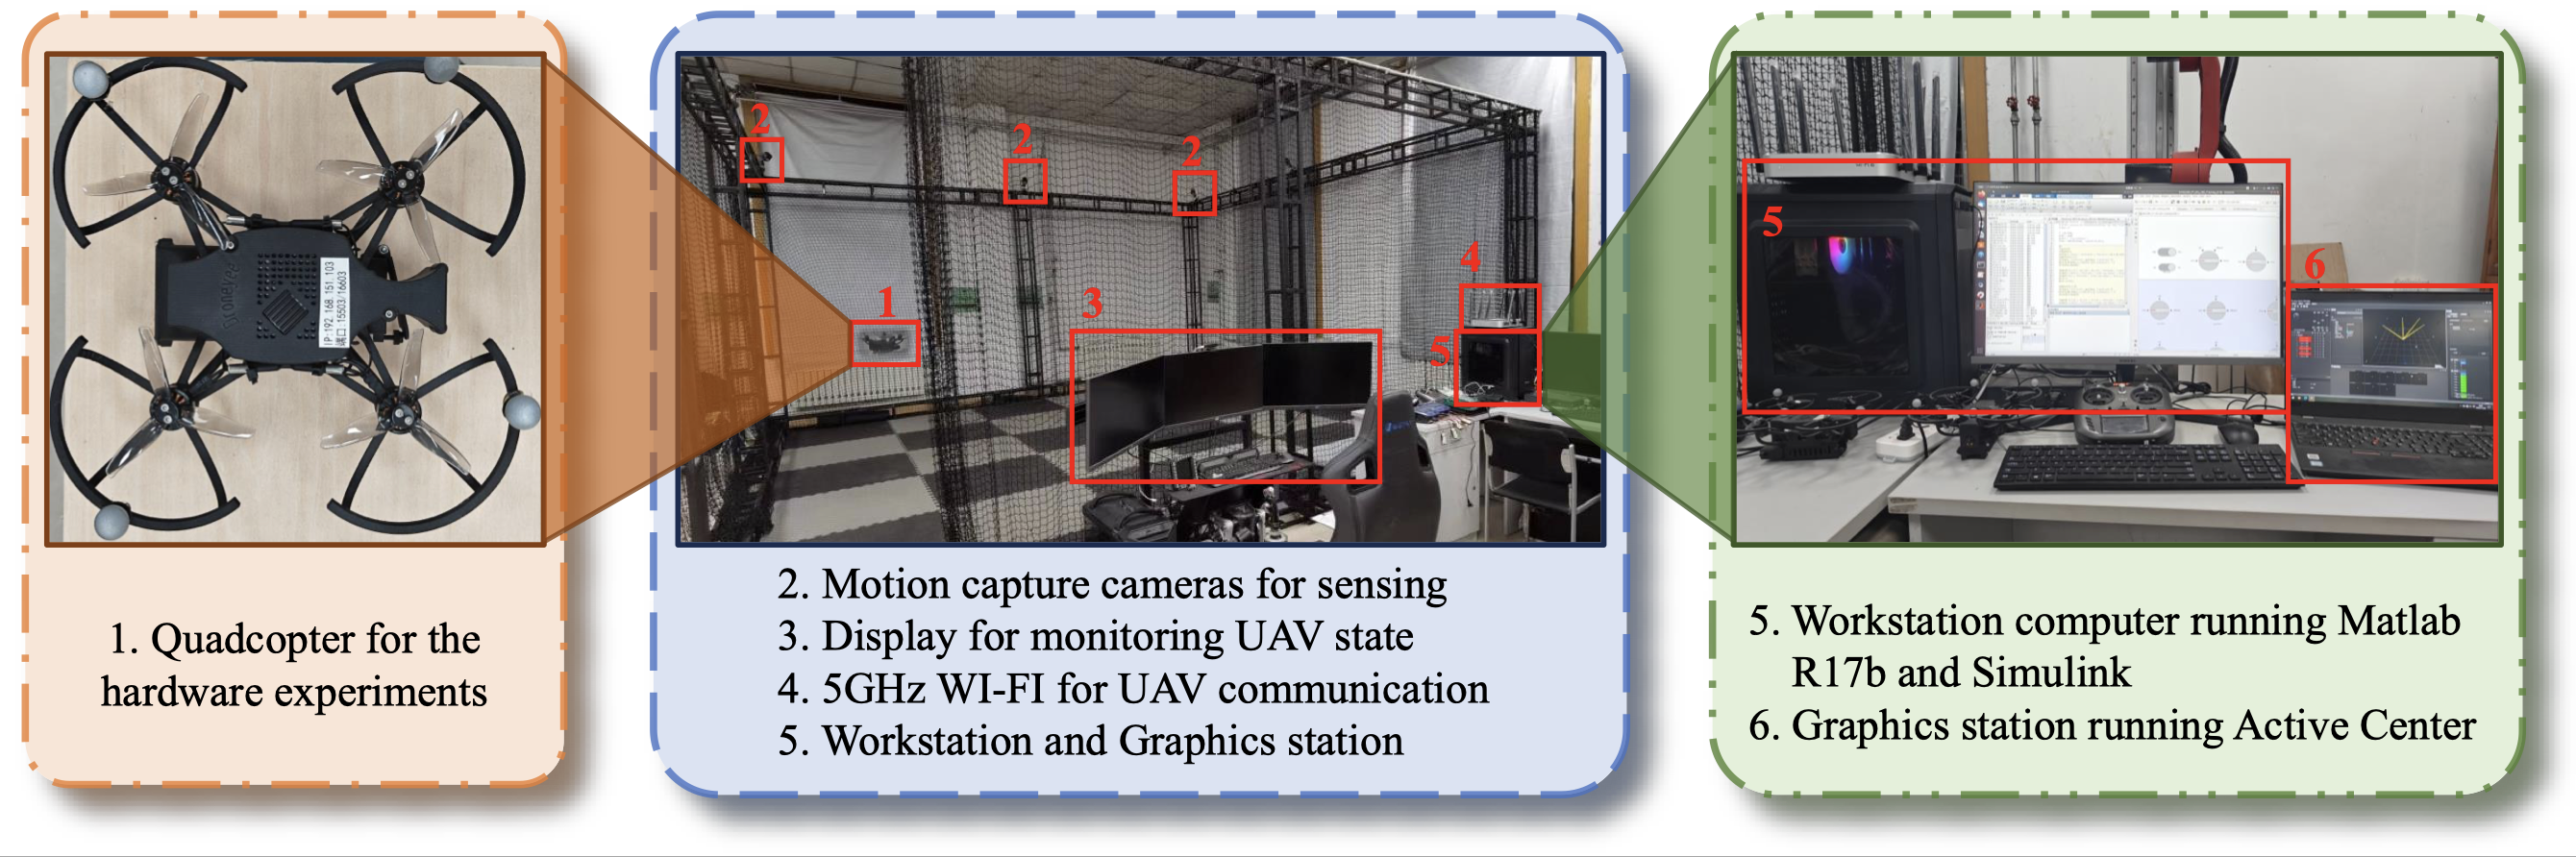 Droneyee
IP:192.168.151.103
端口:15503/16603
1. Quadcopter for the
hardware experiments
2
2
2
1
3
4
5
2. Motion capture cameras for sensing
3. Display for monitoring UAV state
4. 5GHz WI-FI for UAV communication
5. Workstation and Graphics station
5
6
5. Workstation computer running Matlab
R17b and Simulink
6. Graphics station running Active Center